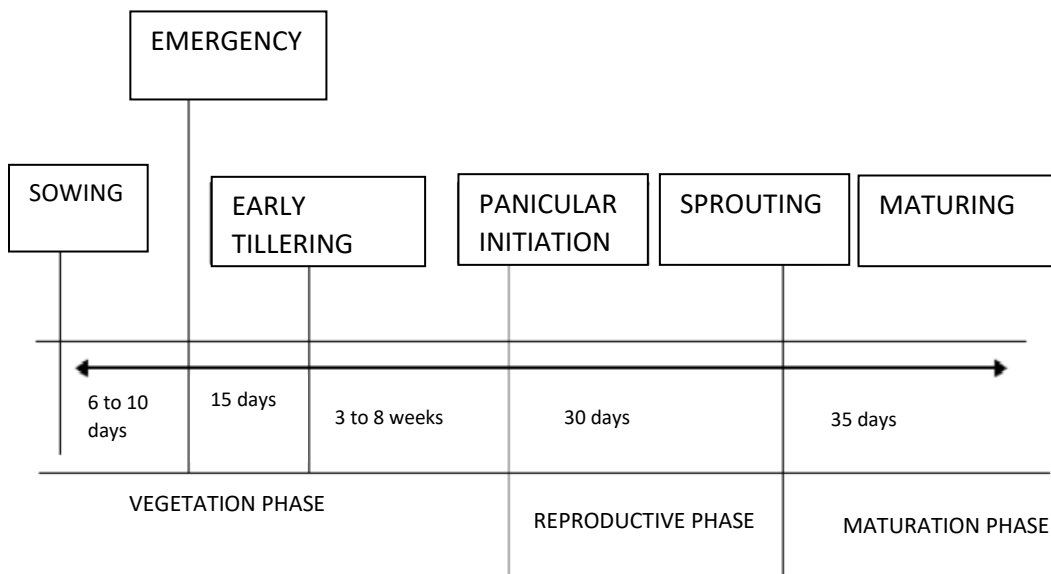 EMERGENCY
SOWING
EARLY
TILLERING
PANICULAR
INITIATION
SPROUTING
MATURING
6 to 10
days
15 days
3 to 8 weeks
30 days
35 days
VEGETATION PHASE
REPRODUCTIVE PHASE
MATURATION PHASE